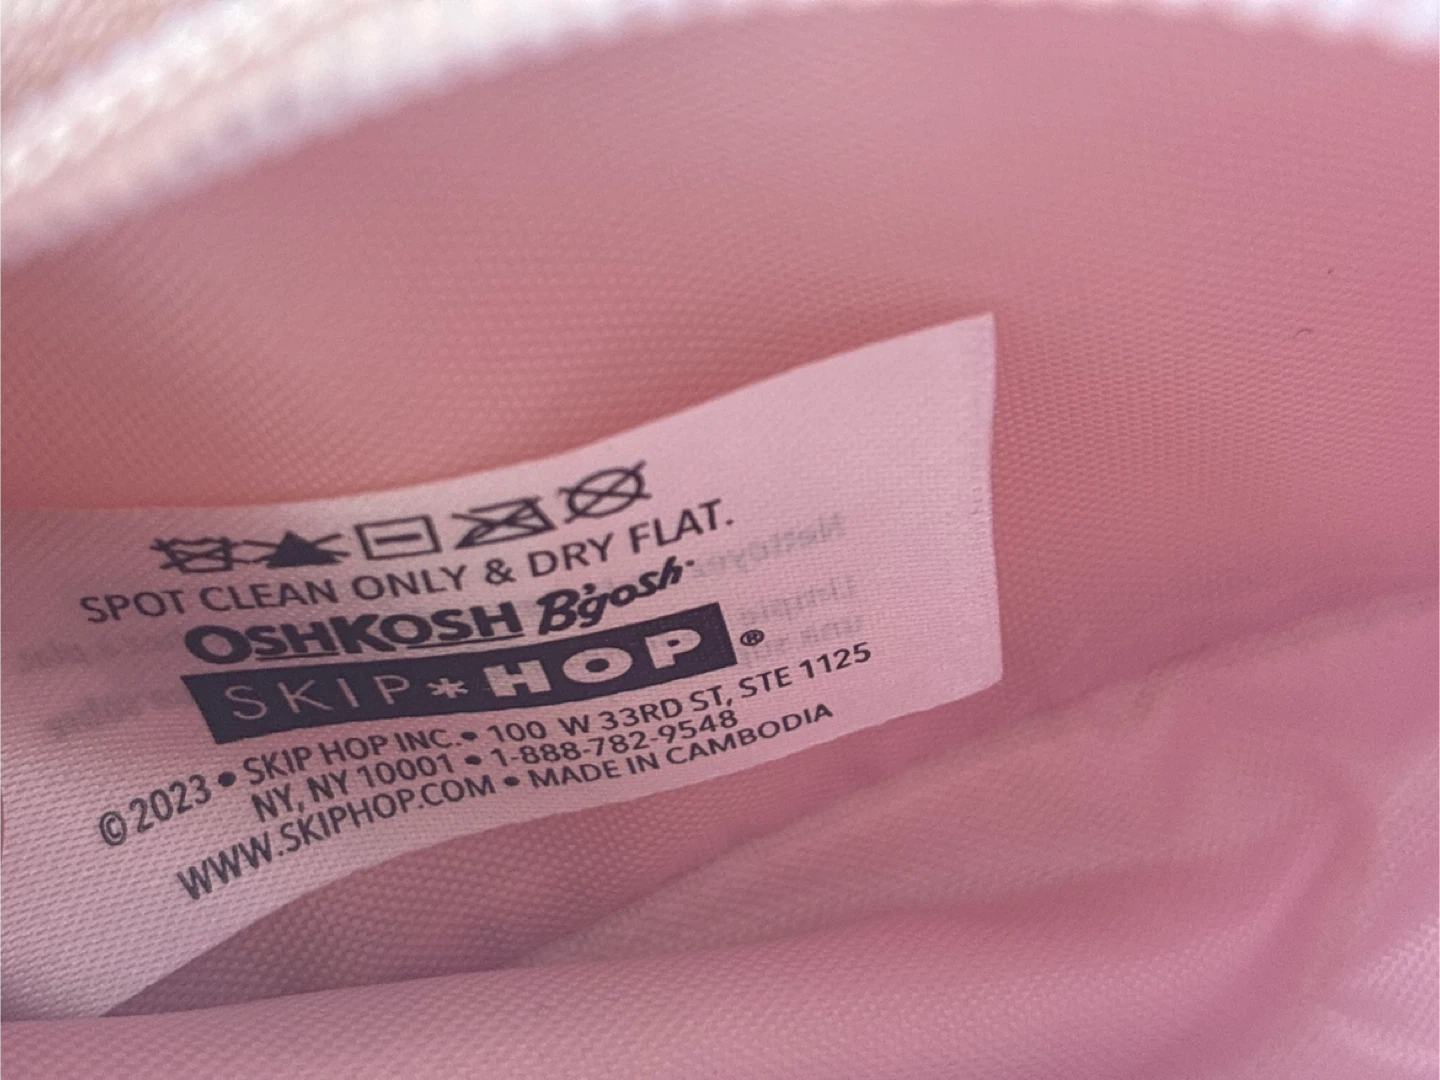 SPOT CLEAN ONLY & DRY FLAT.
OSHKOSH B'gosh
SKIP*HOP®
©2023 • SKIP HOP INC. • 100 W 33RD ST, STE 1125
NY, NY 10001 • 1-888-782-9548
WWW.SKIPHOP.COM • MADE IN CAMBODIA